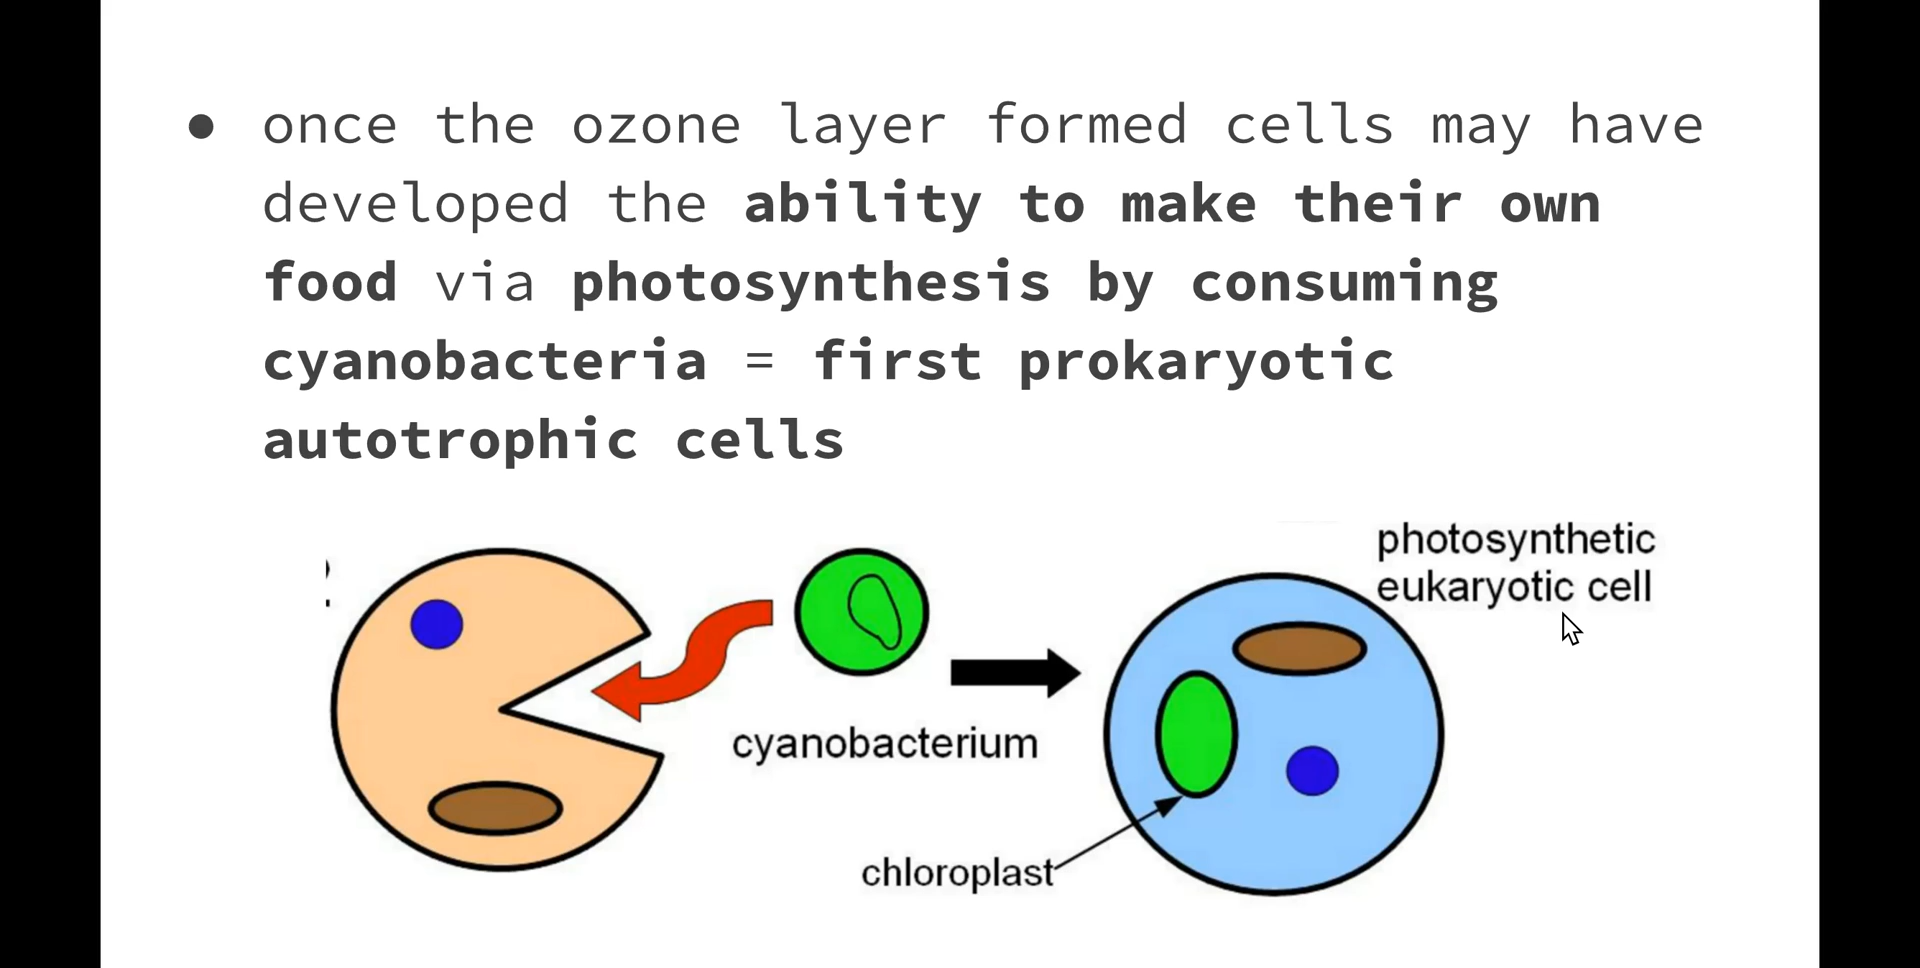 ● once the ozone layer formed cells may have
developed the ability to make their own
food via photosynthesis by consuming
cyanobacteria = first prokaryotic
autotrophic cells
photosynthetic
eukaryotic cell
cyanobacterium
chloroplast